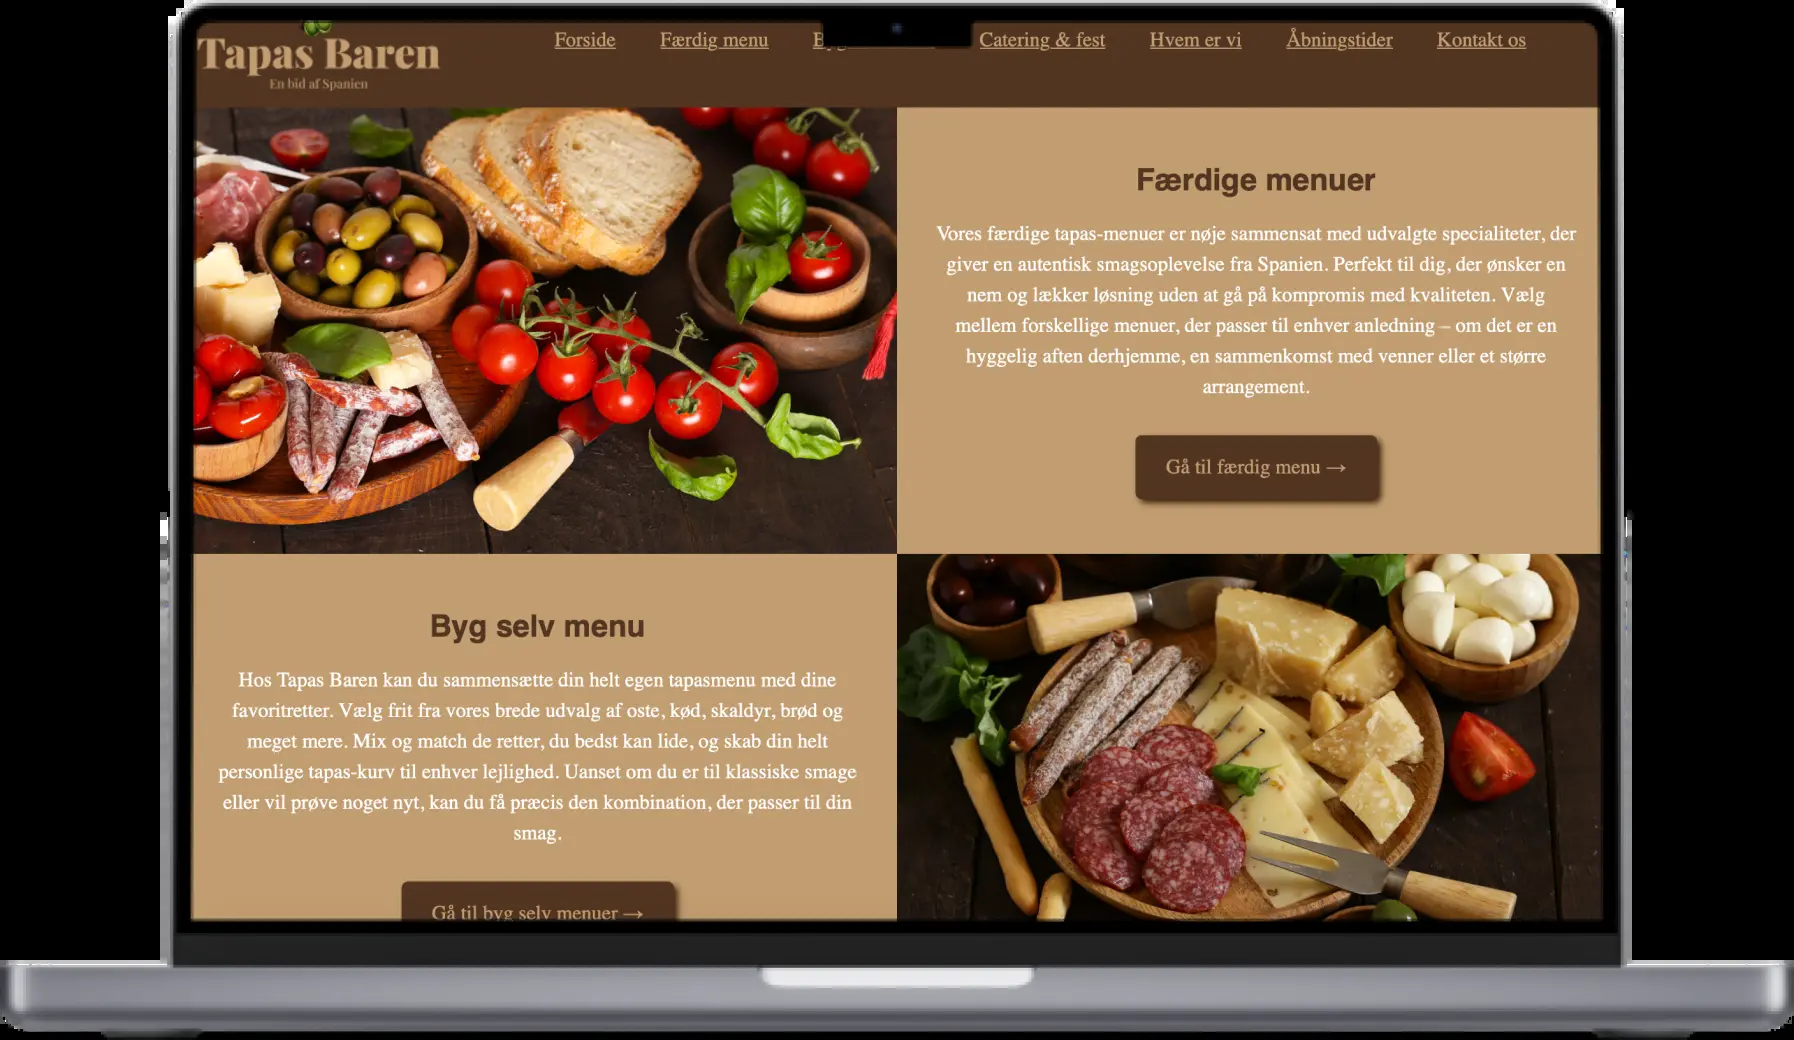 Tapas Baren
En bid af Spanien
Forside Færdig menu Catering & fest Hvem er vi Åbningstider Kontakt os
Færdige menuer
Vores færdige tapas-menuer er nøje sammensat med udvalgte specialiteter, der
giver en autentisk smagsoplevelse fra Spanien. Perfekt til dig, der ønsker en
nem og lækker løsning uden at gå på kompromis med kvaliteten. Vælg
mellem forskellige menuer, der passer til enhver anledning – om det er en
hyggelig aften derhjemme, en sammenkomst med venner eller et større
arrangement.
Gå til færdig menu →
Byg selv menu
Hos Tapas Baren kan du sammensætte din helt egen tapasmenu med dine
favoritretter. Vælg frit fra vores brede udvalg af oste, kød, skaldyr, brød og
meget mere. Mix og match de retter, du bedst kan lide, og skab din helt
personlige tapas-kurv til enhver lejlighed. Uanset om du er til klassiske smage
eller vil prøve noget nyt, kan du få præcis den kombination, der passer til din
smag.
Gå til byg selv menuer →